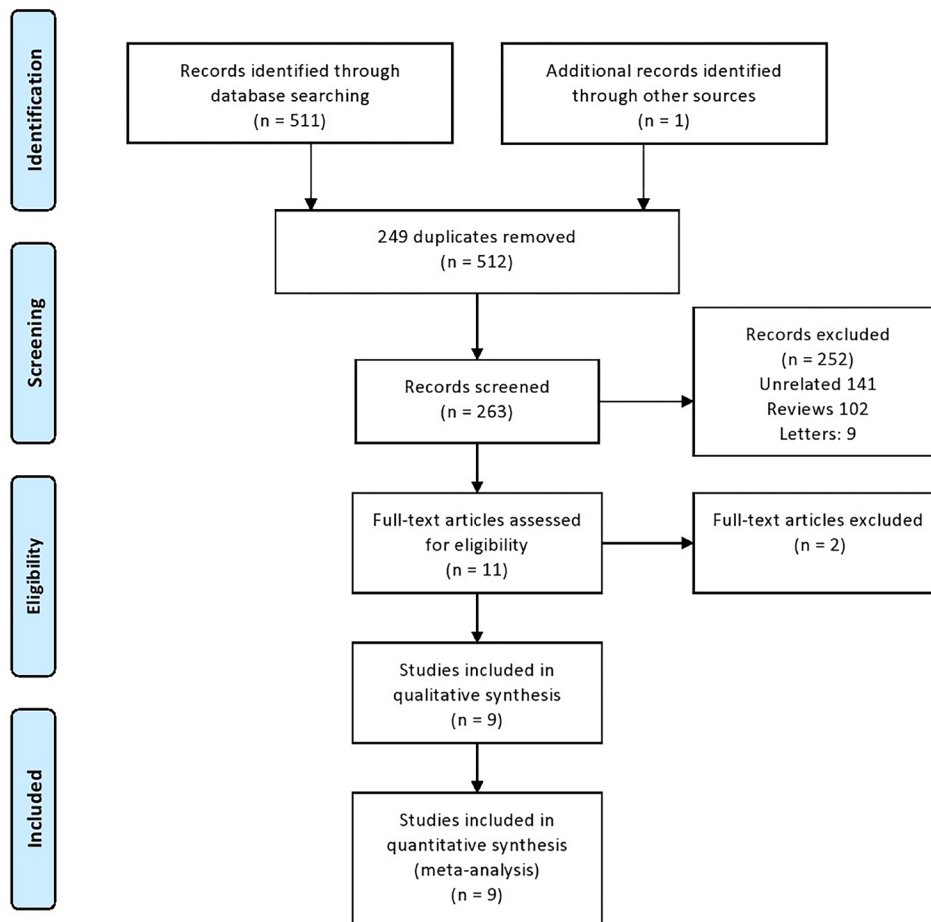 Identification
Records identified through
database searching
(n = 511)
Additional records identified
through other sources
(n = 1)
249 duplicates removed
(n = 512)
Screening
Records screened
(n = 263)
Records excluded
(n = 252)
Unrelated 141
Reviews 102
Letters: 9
Eligibility
Full-text articles assessed
for eligibility
(n = 11)
Full-text articles excluded
(n = 2)
Studies included in
qualitative synthesis
(n = 9)
Included
Studies included in
quantitative synthesis
(meta-analysis)
(n = 9)